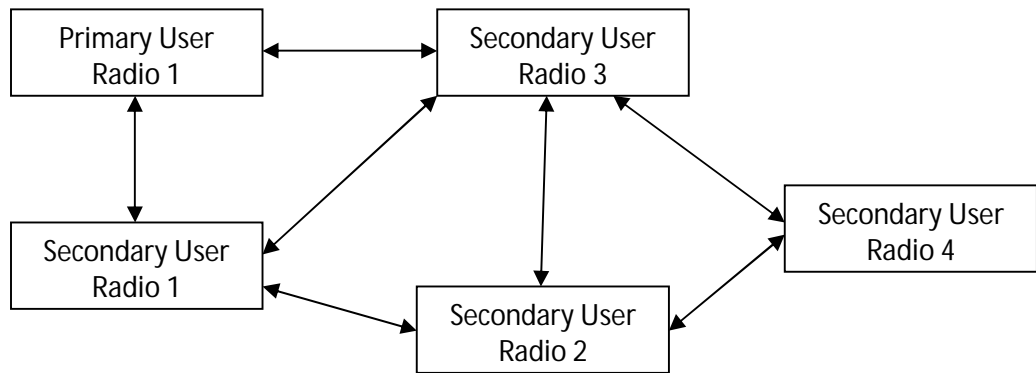 Primary User
Radio 1
Secondary User
Radio 3
Secondary User
Radio 4
Secondary User
Radio 1
Secondary User
Radio 2